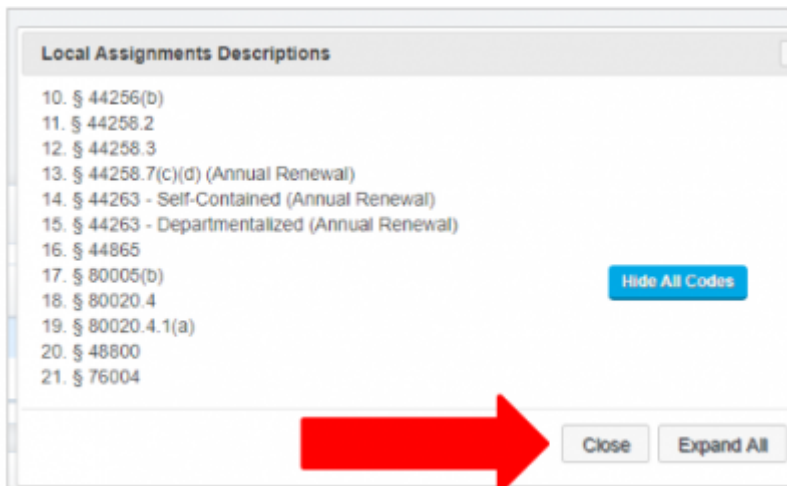 Local Assignments Descriptions
10. § 44256(b)
11. § 44258.2
12. § 44258.3
13. § 44258.7(c)(d) (Annual Renewal)
14. § 44263 - Self-Contained (Annual Renewal)
15. § 44263 - Departmentalized (Annual Renewal)
16. § 44865
17. § 80005(b)
Hide All Codes
18. § 80020.4
19. § 80020.4.1(a)
20. § 48800
21. § 76004
Close Expand All